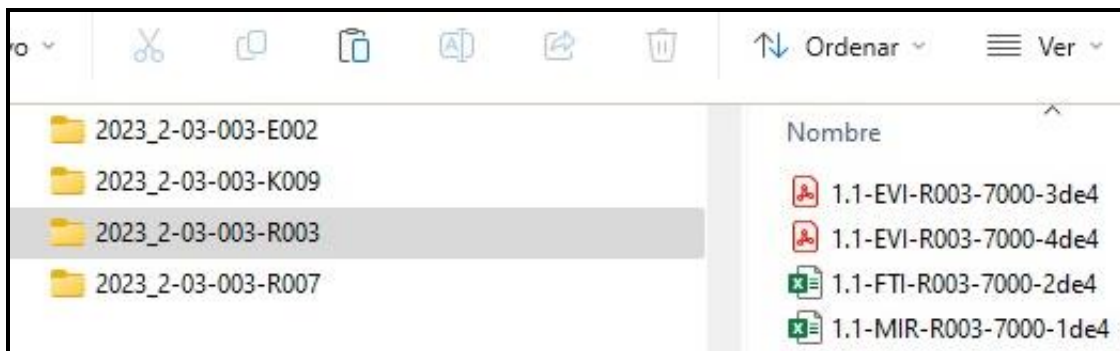 vo Ordenar Ver
2023_2-03-003-E002
2023_2-03-003-K009
2023_2-03-003-R003
2023_2-03-003-R007
Nombre
1.1-EVI-R003-7000-3de4
1.1-EVI-R003-7000-4de4
1.1-FTI-R003-7000-2de4
1.1-MIR-R003-7000-1de4